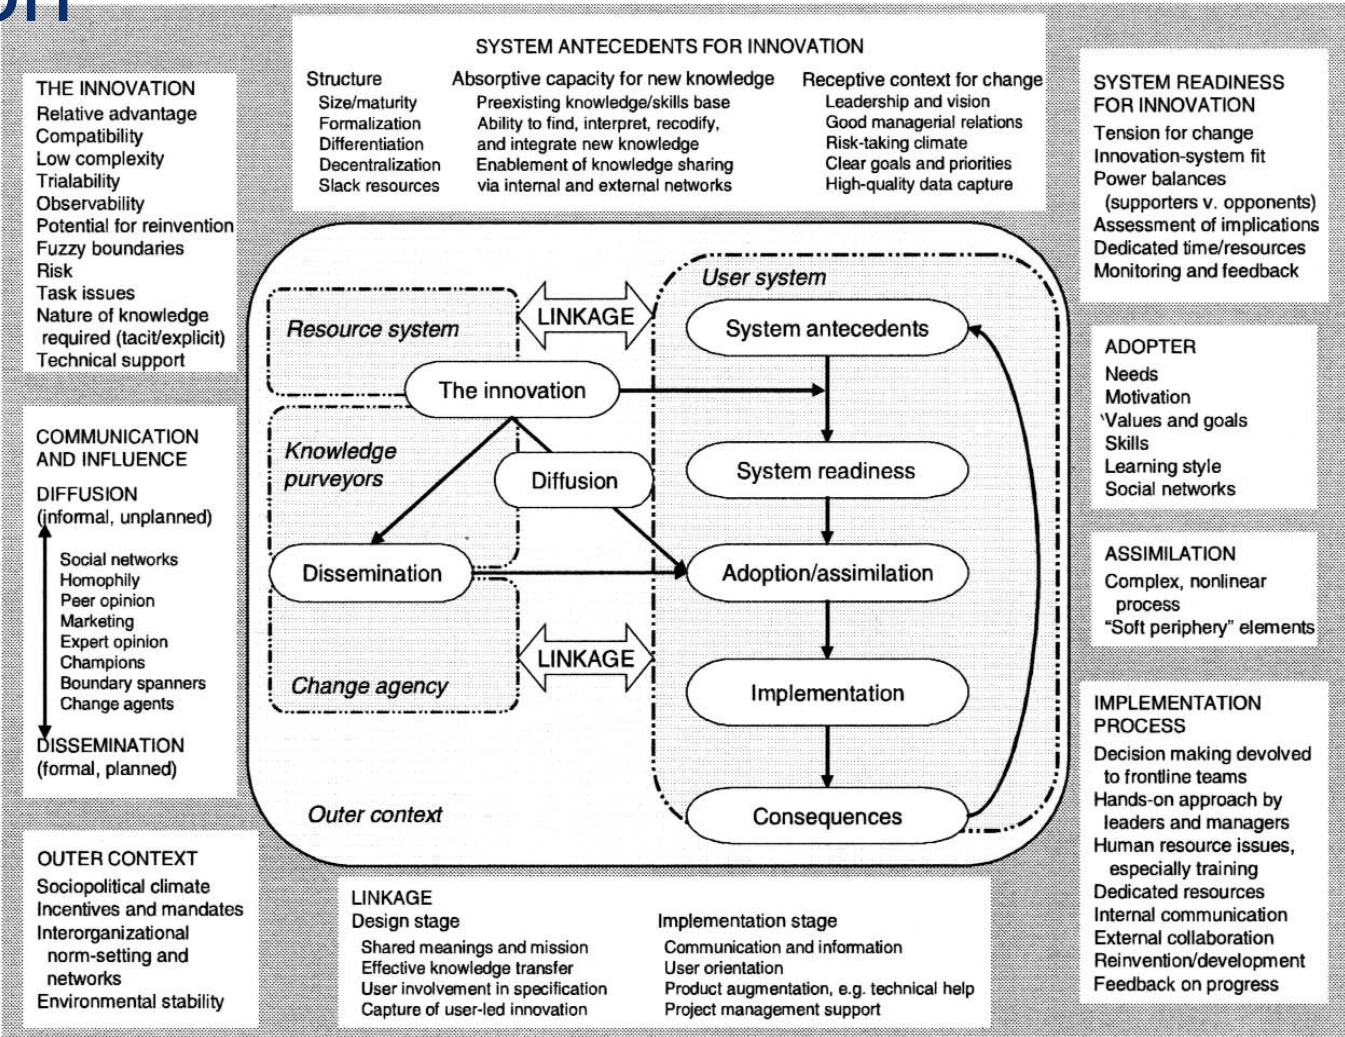 SYSTEM ANTECEDENTS FOR INNOVATION
Structure
Size/maturity
Formalization
Differentiation
Decentralization
Slack resources
Absorptive capacity for new knowledge
Preexisting knowledge/skills base
Ability to find, interpret, recodify,
and integrate new knowledge
Enablement of knowledge sharing
via internal and external networks
Receptive context for change
Leadership and vision
Good managerial relations
Risk-taking climate
Clear goals and priorities
High-quality data capture
THE INNOVATION
Relative advantage
Compatibility
Low complexity
Trialability
Observability
Potential for reinvention
Fuzzy boundaries
Risk
Task issues
Nature of knowledge
required (tacit/explicit)
Technical support
COMMUNICATION
AND INFLUENCE
DIFFUSION
(informal, unplanned)
Social networks
Homophily
Peer opinion
Marketing
Expert opinion
Champions
Boundary spanners
Change agents
DISSEMINATION
(formal, planned)
OUTER CONTEXT
Sociopolitical climate
Incentives and mandates
Interorganizational
norm-setting and
networks
Environmental stability
Resource system
LINKAGE
User system
System antecedents
The innovation
Knowledge
purveyors
Diffusion
System readiness
Dissemination
Adoption/assimilation
LINKAGE
Change agency
Implementation
Outer context
Consequences
LINKAGE
Design stage
Shared meanings and mission
Effective knowledge transfer
User involvement in specification
Capture of user-led innovation
Implementation stage
Communication and information
User orientation
Product augmentation, e.g. technical help
Project management support
SYSTEM READINESS
FOR INNOVATION
Tension for change
Innovation-system fit
Power balances
(supporters v. opponents)
Assessment of implications
Dedicated time/resources
Monitoring and feedback
ADOPTER
Needs
Motivation
Values and goals
Skills
Learning style
Social networks
ASSIMILATION
Complex, nonlinear
process
"Soft periphery" elements
IMPLEMENTATION
PROCESS
Decision making devolved
to frontline teams
Hands-on approach by
leaders and managers
Human resource issues,
especially training
Dedicated resources
Internal communication
External collaboration
Reinvention/development
Feedback on progress